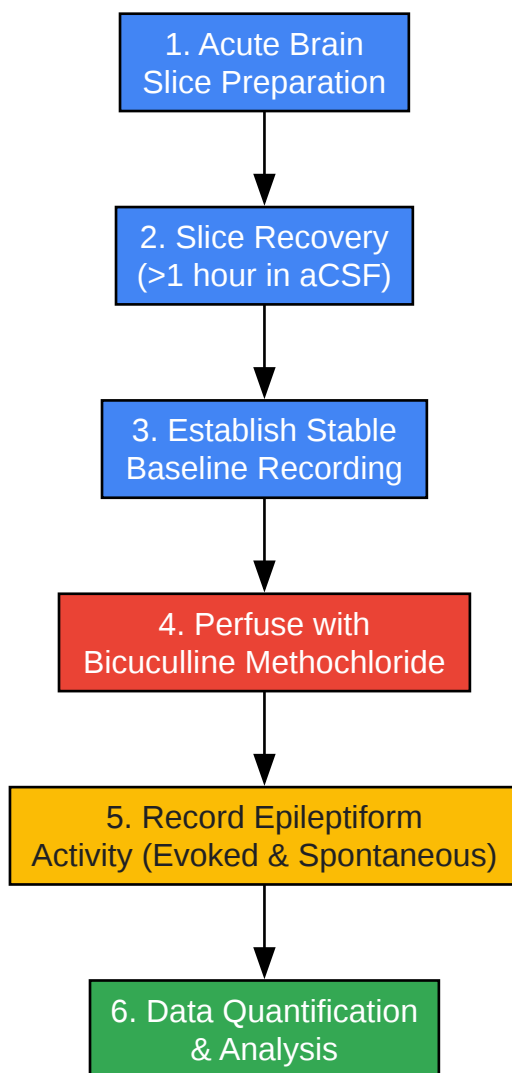 1. Acute Brain
Slice Preparation
2. Slice Recovery
(>1 hour in aCSF)
3. Establish Stable
Baseline Recording
4. Perfuse with
Bicuculline Methochloride
5. Record Epileptiform
Activity (Evoked & Spontaneous)
6. Data Quantification
& Analysis